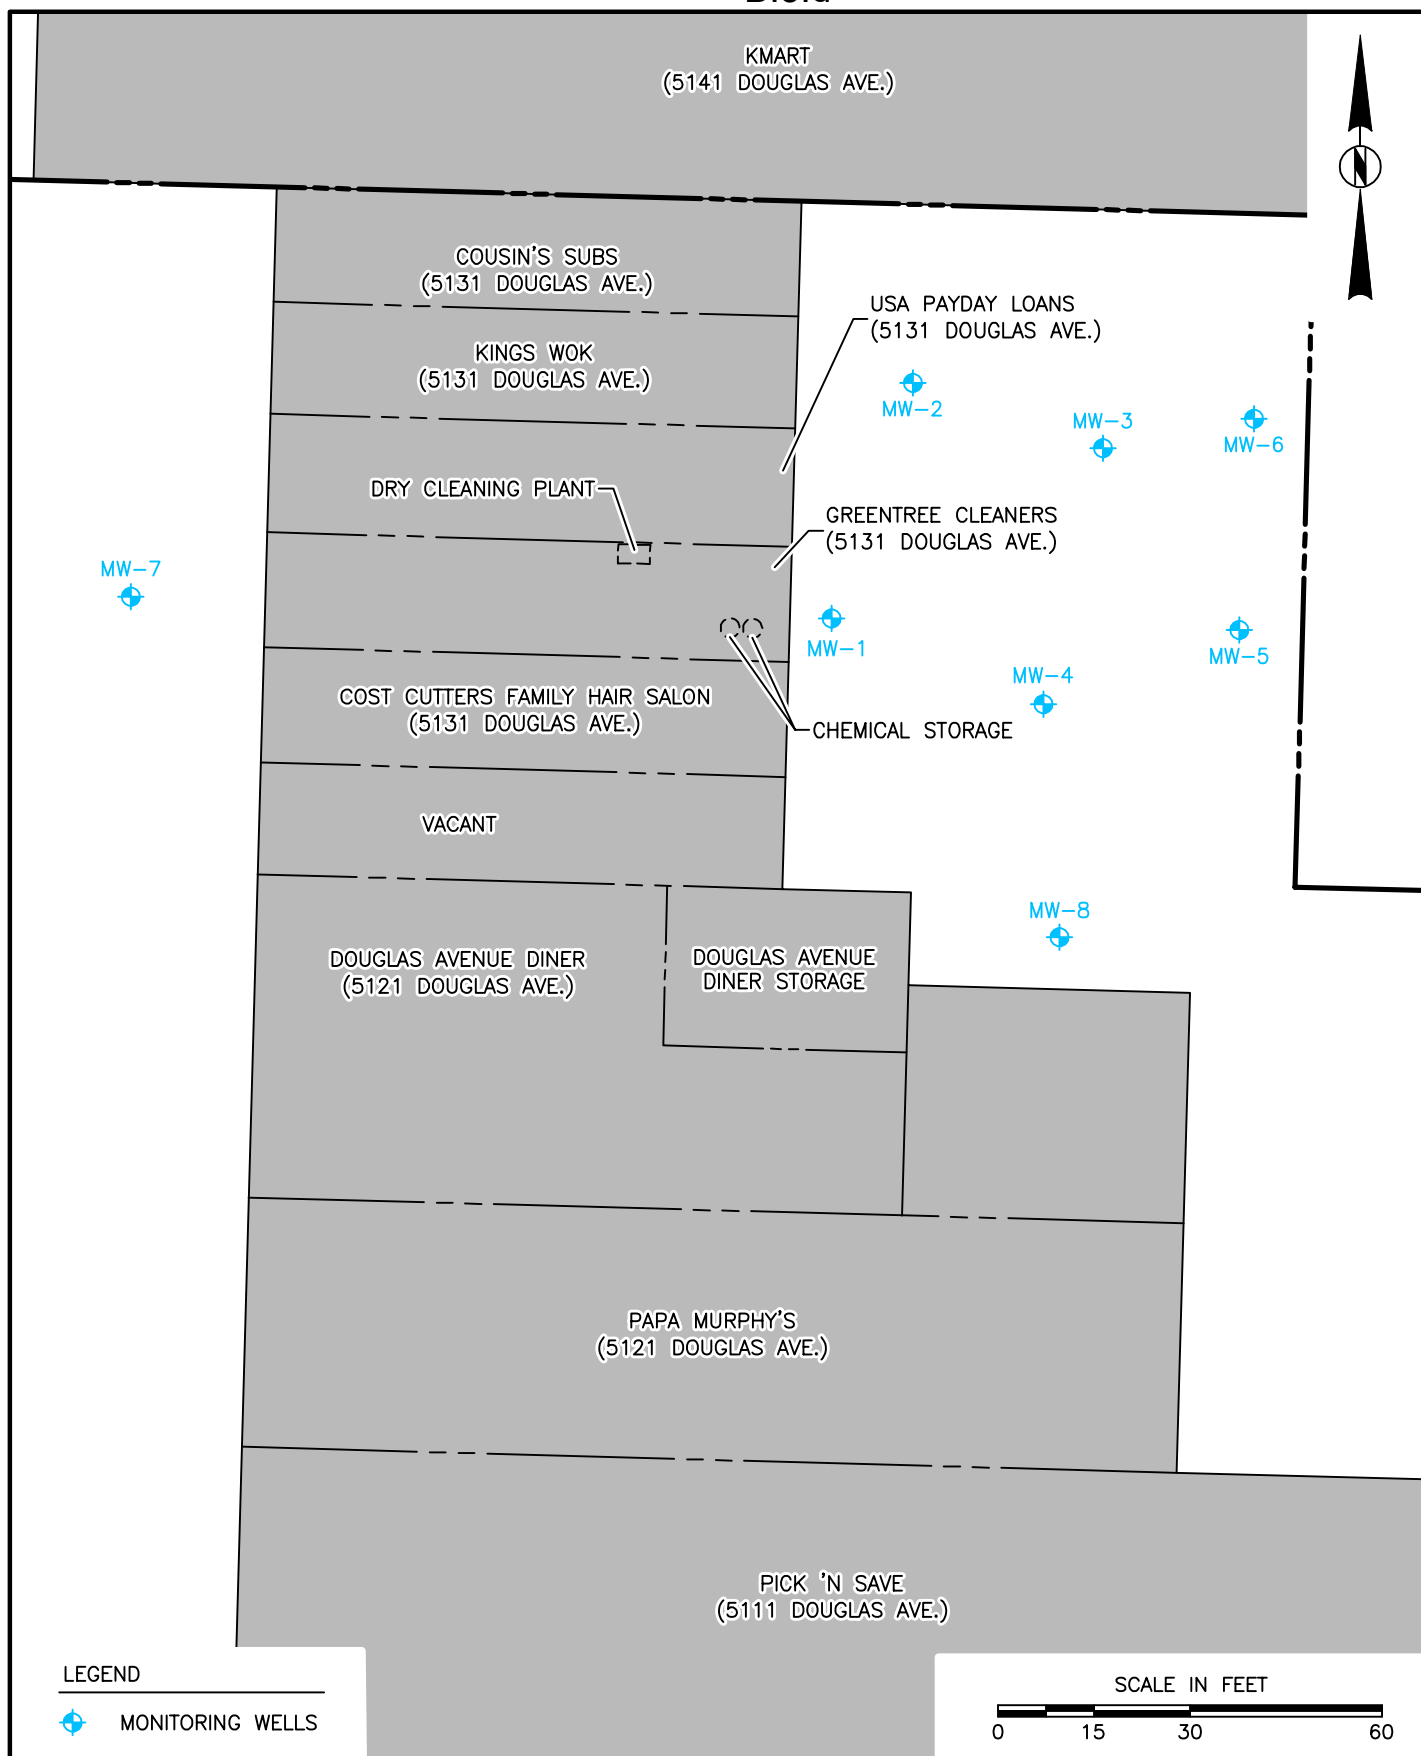 KMART
(5141 DOUGLAS AVE.)
N
COUSIN'S SUBS
(5131 DOUGLAS AVE.)
USA PAYDAY LOANS
(5131 DOUGLAS AVE.)
KINGS WOK
(5131 DOUGLAS AVE.)
MW-2
MW-3
MW-6
DRY CLEANING PLANT
GREENTREE CLEANERS
(5131 DOUGLAS AVE.)
MW-7
MW-1
MW-5
MW-4
COST CUTTERS FAMILY HAIR SALON
(5131 DOUGLAS AVE.)
CHEMICAL STORAGE
VACANT
MW-8
DOUGLAS AVENUE DINER
(5121 DOUGLAS AVE.)
DOUGLAS AVENUE
DINER STORAGE
PAPA MURPHY'S
(5121 DOUGLAS AVE.)
PICK 'N SAVE
(5111 DOUGLAS AVE.)
LEGEND
MONITORING WELLS
SCALE IN FEET
0 15 30 60